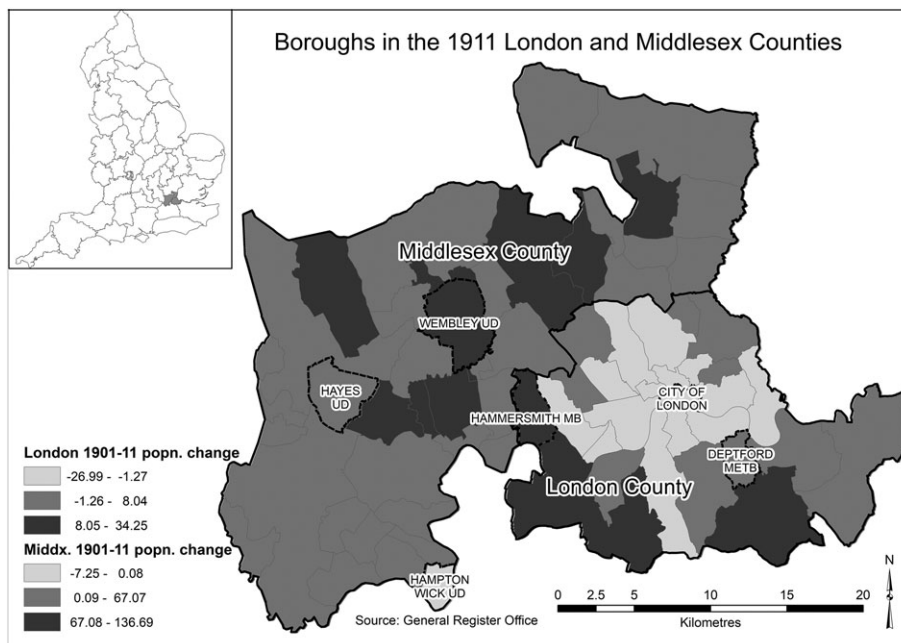 Boroughs in the 1911 London and Middlesex Counties
Middlesex County
WEMBLEY UD
HAYES
UD
HAMMERSMITH MB
CITY OF
LONDON
DEPTFORD
METB
London County
HAMPTON
WICK UD
London 1901-11 popn. change
-26.99 - -1.27
-1.26 - 8.04
8.05 - 34.25
Middx. 1901-11 popn. change
-7.25 - 0.08
0.09 - 67.07
67.08 - 136.69
Source: General Register Office
N
0 2.5 5 10 15 20
Kilometres